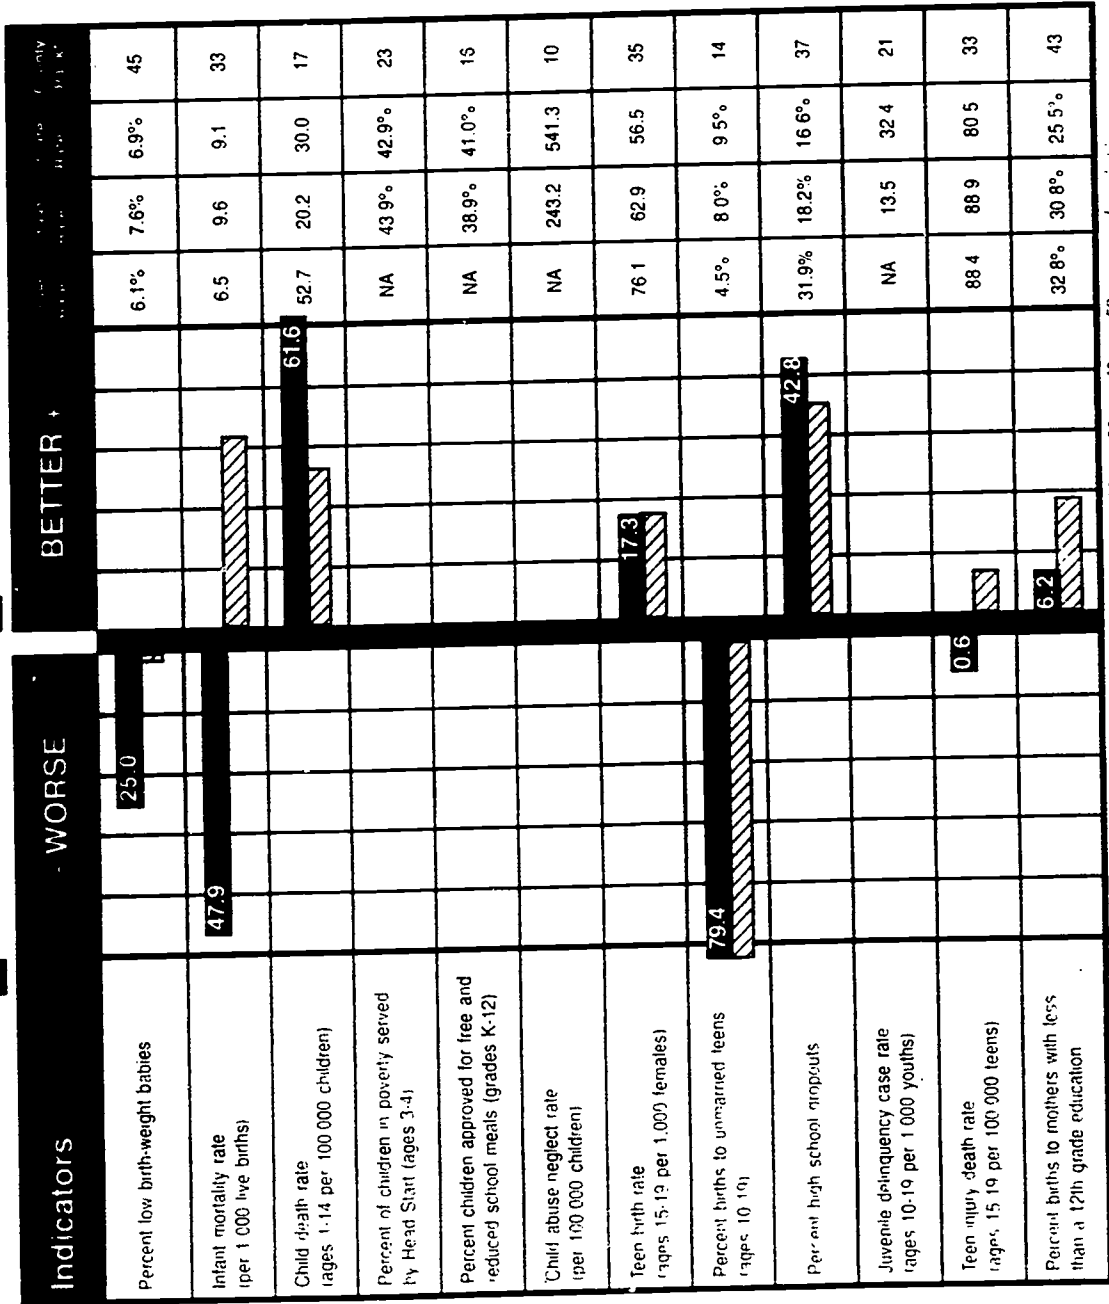 Indicators
- WORSE
BETTER +
Percent low birth-weight babies
25.0
6.1%
7.6%
6.9%
45
Infant mortality rate
(per 1 000 live births)
47.9
6.5
9.6
9.1
33
Child death rate
(ages 1-14 per 100 000 children)
61.6
52.7
20.2
30.0
17
Percent of children in poverty served
by Head Start (ages 3-4)
NA
43 9%
42.9%
23
Percent children approved for free and
reduced school meals (grades K-12)
NA
38.9%
41.0%
Child abuse neglect rate
(per 100 000 children)
NA
243.2
541.3
10
Teen birth rate
(ages 15-19 per 1,000 females)
17.3
76 1
62.9
56.5
35
Percent births to unmarried teens
(ages 10 19)
79.4
4.5%
8 0%
9 5%
14
Percent high school dropouts
42.8
31.9%
18.2%
16 6%
37
Juvenile delinquency case rate
(ages 10-19 per 1 000 youths)
NA
13.5
32 4
21
Teen injury death rate
(ages 15 19 per 100 000 teens)
0.6
88 4
88 9
80 5
33
Percent births to mothers with less
than a 12th grade education
6.2
32 8%
30 8%
25 5%
43